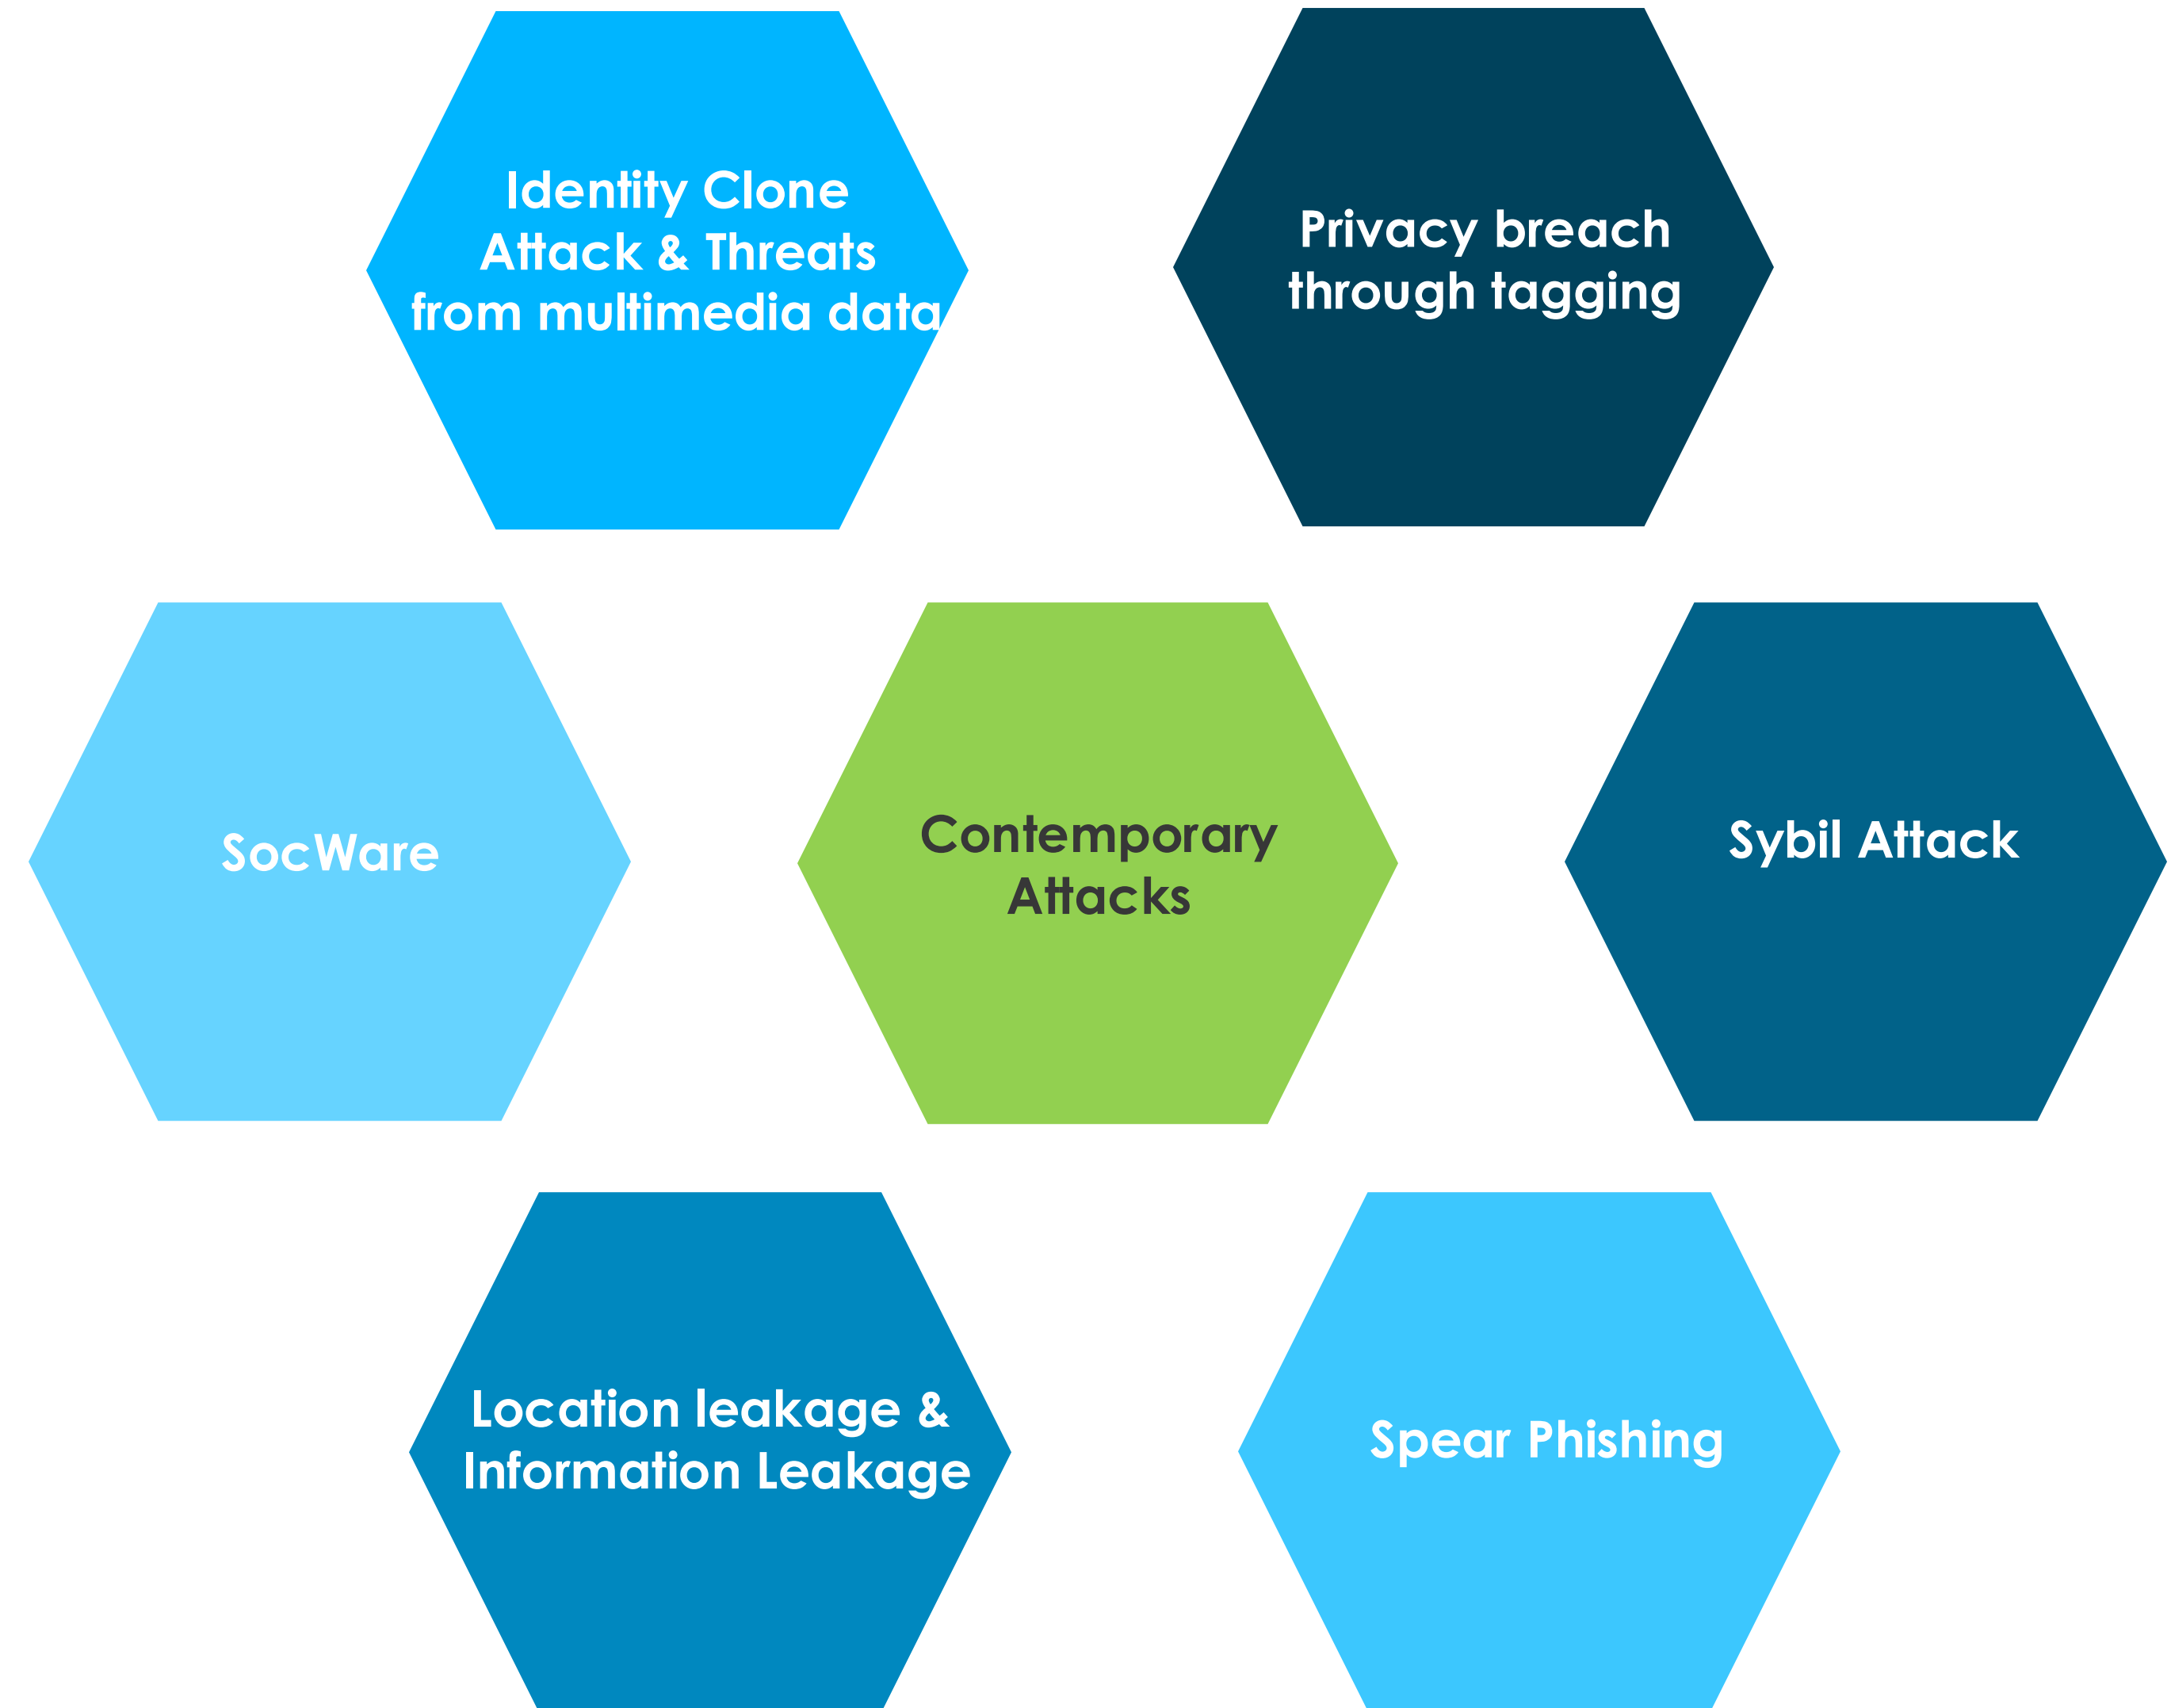 Identity Clone
Attack & Threats
from multimedia data
Privacy breach
through tagging
SocWare
Contemporary
Attacks
Sybil Attack
Location leakage &
Information Leakage
Spear Phishing